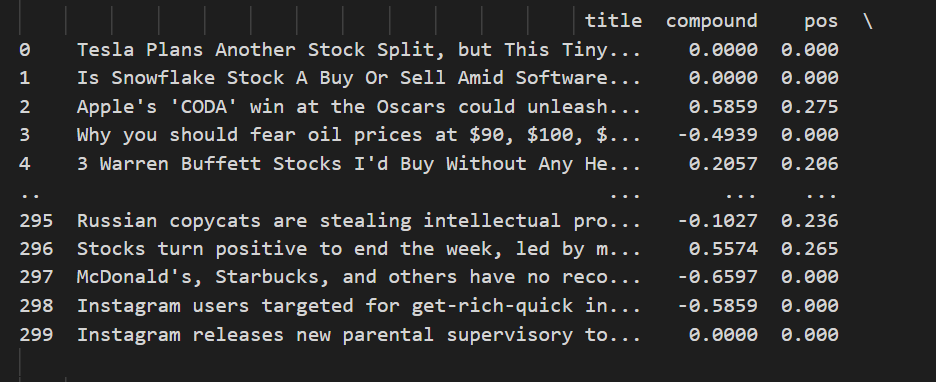 title compound pos \
0 Tesla Plans Another Stock Split, but This Tiny... 0.0000 0.000
1 Is Snowflake Stock A Buy Or Sell Amid Software... 0.0000 0.000
2 Apple's 'CODA' win at the Oscars could unleash... 0.5859 0.275
3 Why you should fear oil prices at $90, $100, $... -0.4939 0.000
4 3 Warren Buffett Stocks I'd Buy Without Any He... 0.2057 0.206
.. ... ... ...
295 Russian copycats are stealing intellectual pro... -0.1027 0.236
296 Stocks turn positive to end the week, led by m... 0.5574 0.265
297 McDonald's, Starbucks, and others have no reco... -0.6597 0.000
298 Instagram users targeted for get-rich-quick in... -0.5859 0.000
299 Instagram releases new parental supervisory to... 0.0000 0.000